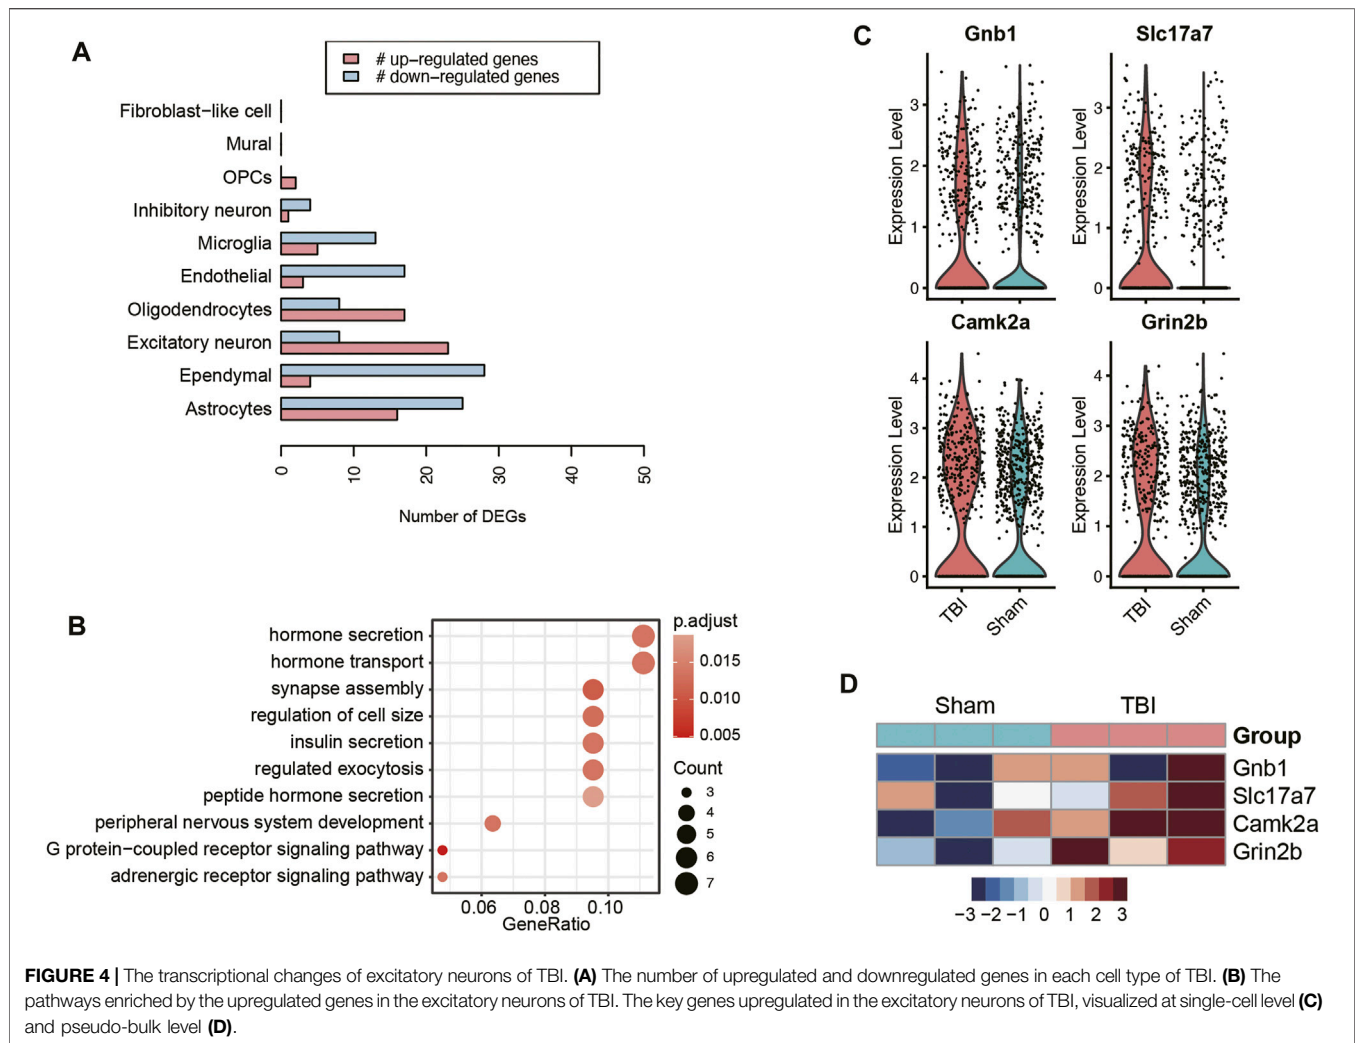 A
# up−regulated genes
# down−regulated genes
Fibroblast−like cell
Mural
OPCs
Inhibitory neuron
Microglia
Endothelial
Oligodendrocytes
Excitatory neuron
Ependymal
Astrocytes
0 10 20 30 40 50
Number of DEGs
B
hormone secretion
hormone transport
synapse assembly
regulation of cell size
insulin secretion
regulated exocytosis
peptide hormone secretion
peripheral nervous system development
G protein−coupled receptor signaling pathway
adrenergic receptor signaling pathway
0.06 0.08 0.10
GeneRatio
p.adjust
0.015
0.010
0.005
Count
3
4
5
6
7
C
Gnb1
Expression Level
3
2
1
0
Slc17a7
Expression Level
3
2
1
0
Camk2a
Expression Level
4
3
2
1
0
TBI Sham
Grin2b
Expression Level
4
3
2
1
0
TBI Sham
D
Sham TBI
Group
Gnb1
Slc17a7
Camk2a
Grin2b
−3 −2 −1 0 1 2 3
FIGURE 4 | The transcriptional changes of excitatory neurons of TBI. (A) The number of upregulated and downregulated genes in each cell type of TBI. (B) The
pathways enriched by the upregulated genes in the excitatory neurons of TBI. The key genes upregulated in the excitatory neurons of TBI, visualized at single-cell level (C)
and pseudo-bulk level (D).